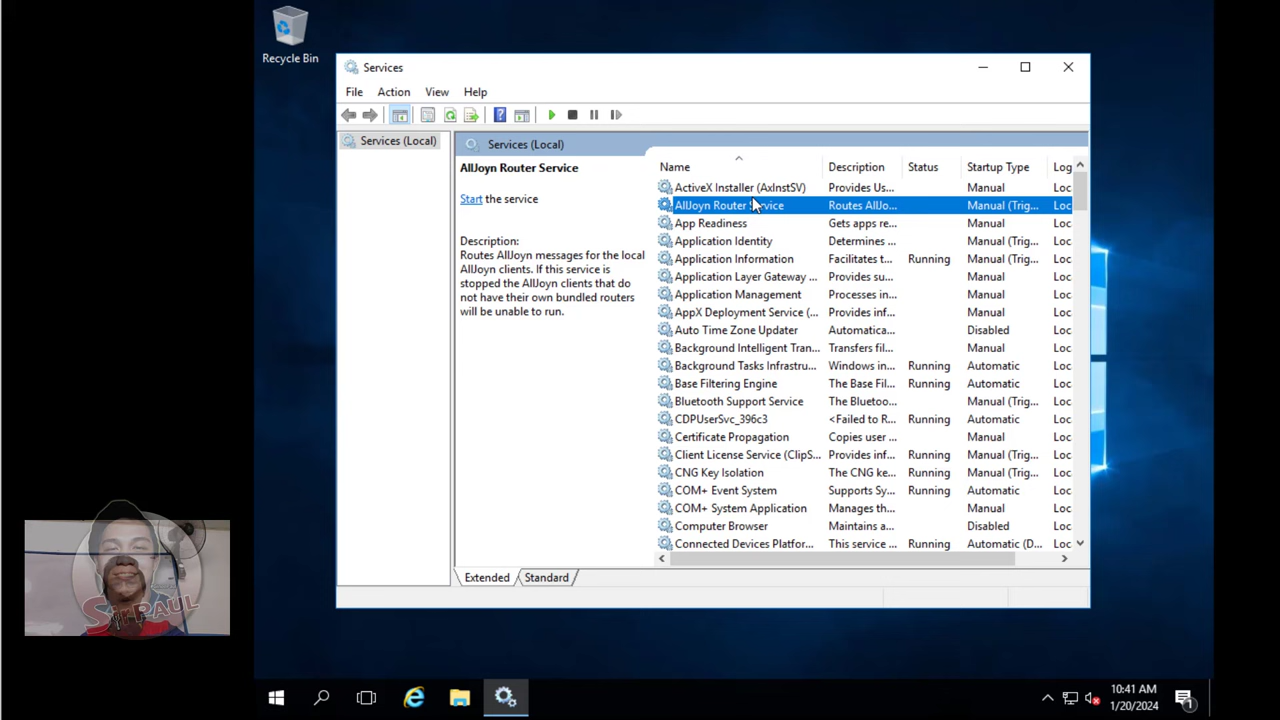 Recycle Bin
Services
File Action View Help
Services (Local)
Services (Local)
AllJoyn Router Service
Start the service
Description:
Routes AllJoyn messages for the local
AllJoyn clients. If this service is
stopped the AllJoyn clients that do
not have their own bundled routers
will be unable to run.
Name Description Status Startup Type Log
ActiveX Installer (AxInstSV) Provides Us... Manual Loc
AllJoyn Router Service Routes AllJo... Manual (Trig... Loc
App Readiness Gets apps re... Manual Loc
Application Identity Determines ... Manual (Trig... Loc
Application Information Facilitates t... Running Manual (Trig... Loc
Application Layer Gateway ... Provides su... Manual Loc
Application Management Processes in... Manual Loc
AppX Deployment Service (... Provides inf... Manual Loc
Auto Time Zone Updater Automatica... Disabled Loc
Background Intelligent Tran... Transfers fil... Manual Loc
Background Tasks Infrastru... Windows in... Running Automatic Loc
Base Filtering Engine The Base Fil... Running Automatic Loc
Bluetooth Support Service The Bluetoo... Manual (Trig... Loc
CDPUserSvc_396c3 <Failed to R... Running Automatic Loc
Certificate Propagation Copies user ... Manual Loc
Client License Service (ClipS... Provides inf... Running Manual (Trig... Loc
CNG Key Isolation The CNG ke... Running Manual (Trig... Loc
COM+ Event System Supports Sy... Running Automatic Loc
COM+ System Application Manages th... Manual Loc
Computer Browser Maintains a... Disabled Loc
Connected Devices Platfor... This service ... Running Automatic (D... Loc
Extended Standard
Sir PAUL
10:41 AM
1/20/2024
1